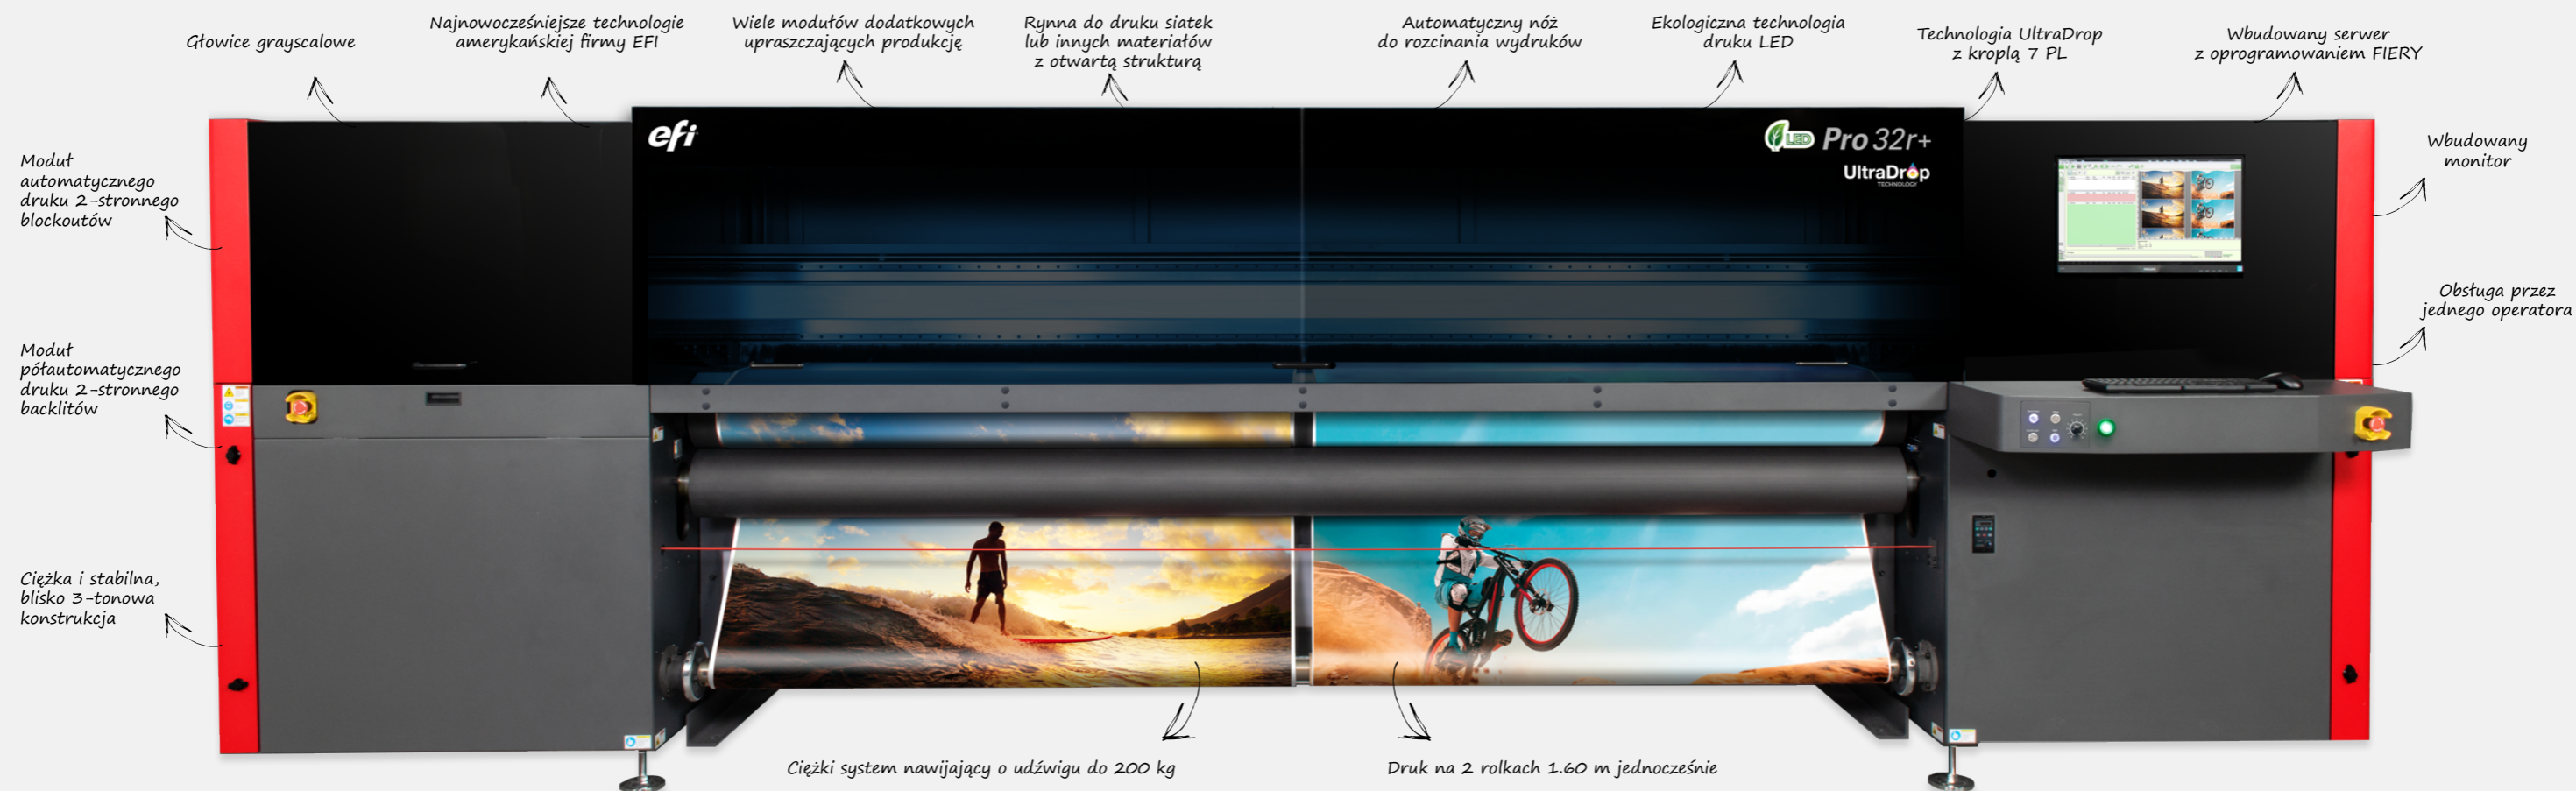 Głowice grayscalowe
Najnowocześniejsze technologie
amerykańskiej firmy EFI
Wiele modułów dodatkowych
upraszczających produkcję
Rynna do druku siatek
lub innych materiałów
z otwartą strukturą
Automatyczny nóż
do rozcinania wydruków
Ekologiczna technologia
druku LED
Technologia UltraDrop
z kroplą 7 PL
Wbudowany serwer
z oprogramowaniem FIERY
efi
LED Pro 32r+
UltraDrop
TECHNOLOGY
Wbudowany
monitor
Moduł
automatycznego
druku 2-stronnego
blockoutów
Obsługa przez
jednego operatora
Moduł
półautomatycznego
druku 2-stronnego
backlitów
Ciężka i stabilna,
blisko 3-tonowa
konstrukcja
Ciężki system nawijający o udźwigu do 200 kg
Druk na 2 rolkach 1.60 m jednocześnie